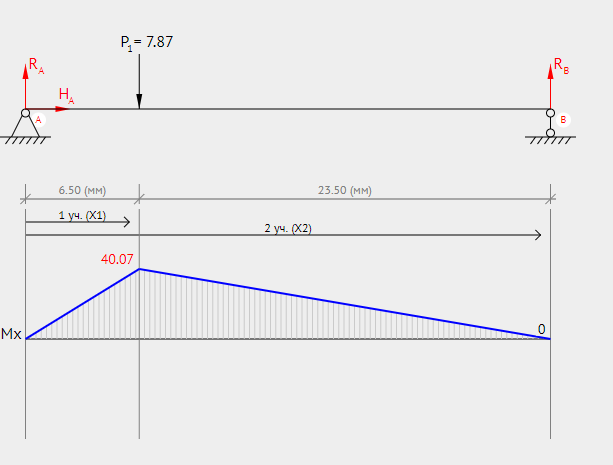 P1 = 7.87
RA
RB
HA
A
B
6.50 (мм)
23.50 (мм)
1 уч. (X1)
2 уч. (X2)
40.07
0
Mx